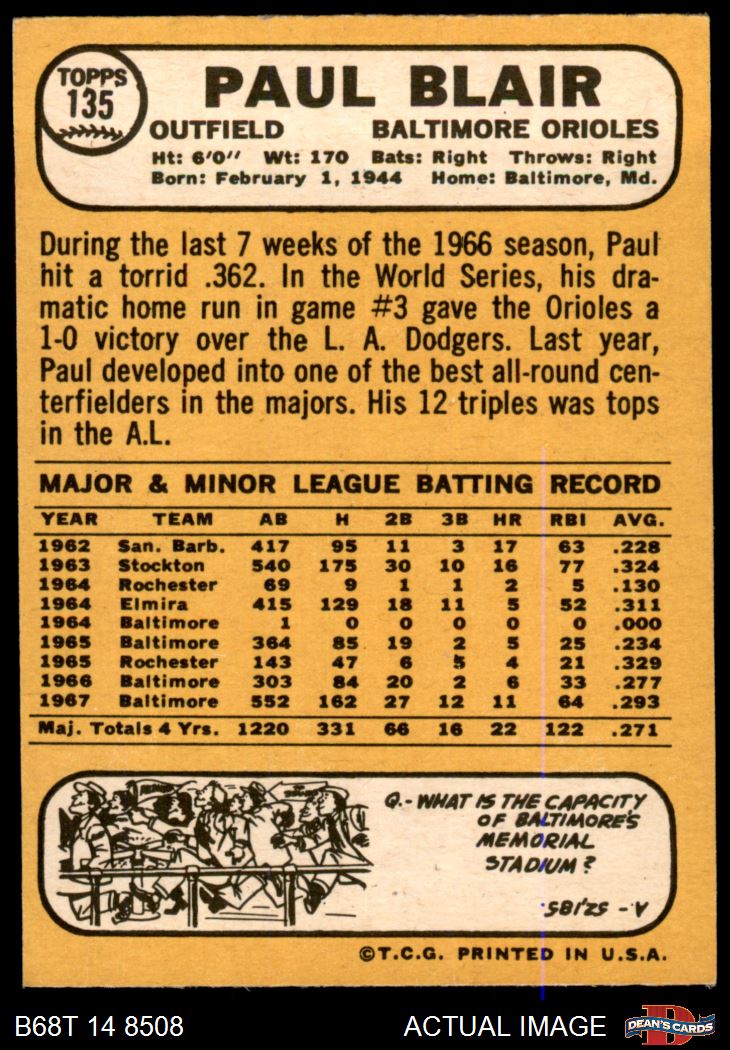 TOPPS
135
PAUL BLAIR
OUTFIELD BALTIMORE ORIOLES
Ht: 6'0" Wt: 170 Bats: Right Throws: Right
Born: February 1, 1944 Home: Baltimore, Md.
During the last 7 weeks of the 1966 season, Paul
hit a torrid .362. In the World Series, his dra-
matic home run in game #3 gave the Orioles a
1-0 victory over the L. A. Dodgers. Last year,
Paul developed into one of the best all-round cen-
terfielders in the majors. His 12 triples was tops
in the A.L.
MAJOR & MINOR LEAGUE BATTING RECORD
YEAR TEAM AB H 2B 3B HR RBI AVG.
1962 San. Barb. 417 95 11 3 17 63 .228
1963 Stockton 540 175 30 10 16 77 .324
1964 Rochester 69 9 1 1 2 5 .130
1964 Elmira 415 129 18 11 5 52 .311
1964 Baltimore 1 0 0 0 0 0 .000
1965 Baltimore 364 85 19 2 5 25 .234
1965 Rochester 143 47 6 5 4 21 .329
1966 Baltimore 303 84 20 2 6 33 .277
1967 Baltimore 552 162 27 12 11 64 .293
Maj. Totals 4 Yrs. 1220 331 66 16 22 122 .271
Q.- WHAT IS THE CAPACITY
OF BALTIMORE'S
MEMORIAL
STADIUM?
A - 52,185
©T.C.G. PRINTED IN U.S.A.
B68T 14 8508 ACTUAL IMAGE
D
DEAN'S CARDS